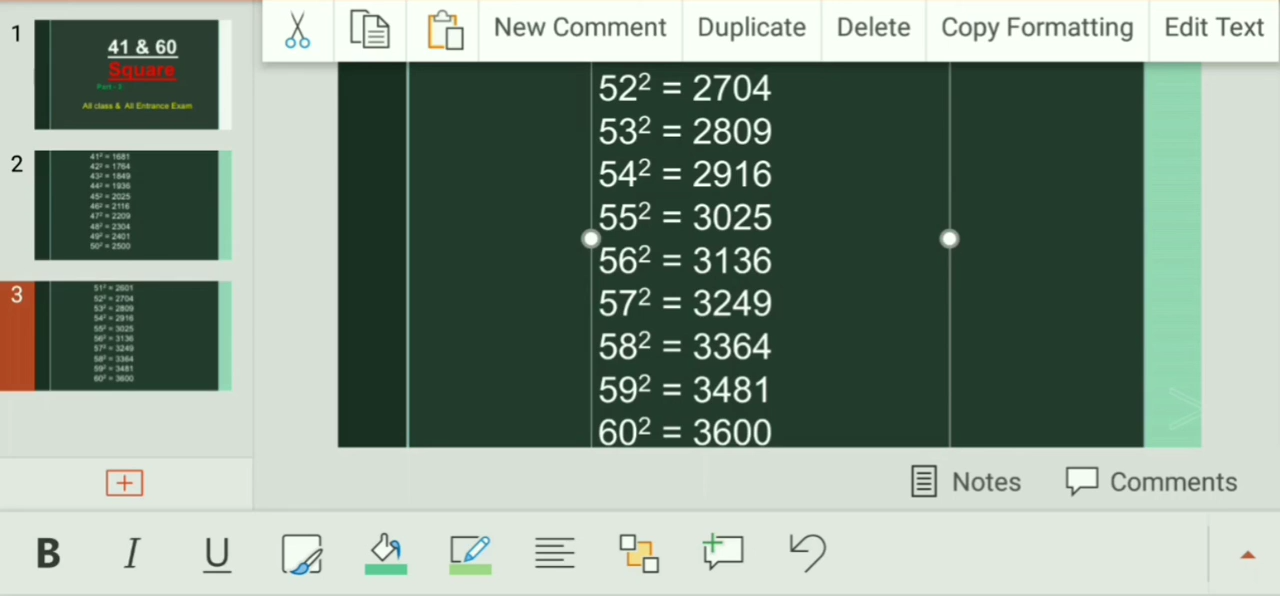 1
41 & 60
Square
Part - 3
All class & All Entrance Exam
2
41² = 1681
42² = 1764
43² = 1849
44² = 1936
45² = 2025
46² = 2116
47² = 2209
48² = 2304
49² = 2401
50² = 2500
3
51² = 2601
52² = 2704
53² = 2809
54² = 2916
55² = 3025
56² = 3136
57² = 3249
58² = 3364
59² = 3481
60² = 3600
New Comment Duplicate Delete Copy Formatting Edit Text
52² = 2704
53² = 2809
54² = 2916
55² = 3025
56² = 3136
57² = 3249
58² = 3364
59² = 3481
60² = 3600
Notes Comments
B I U